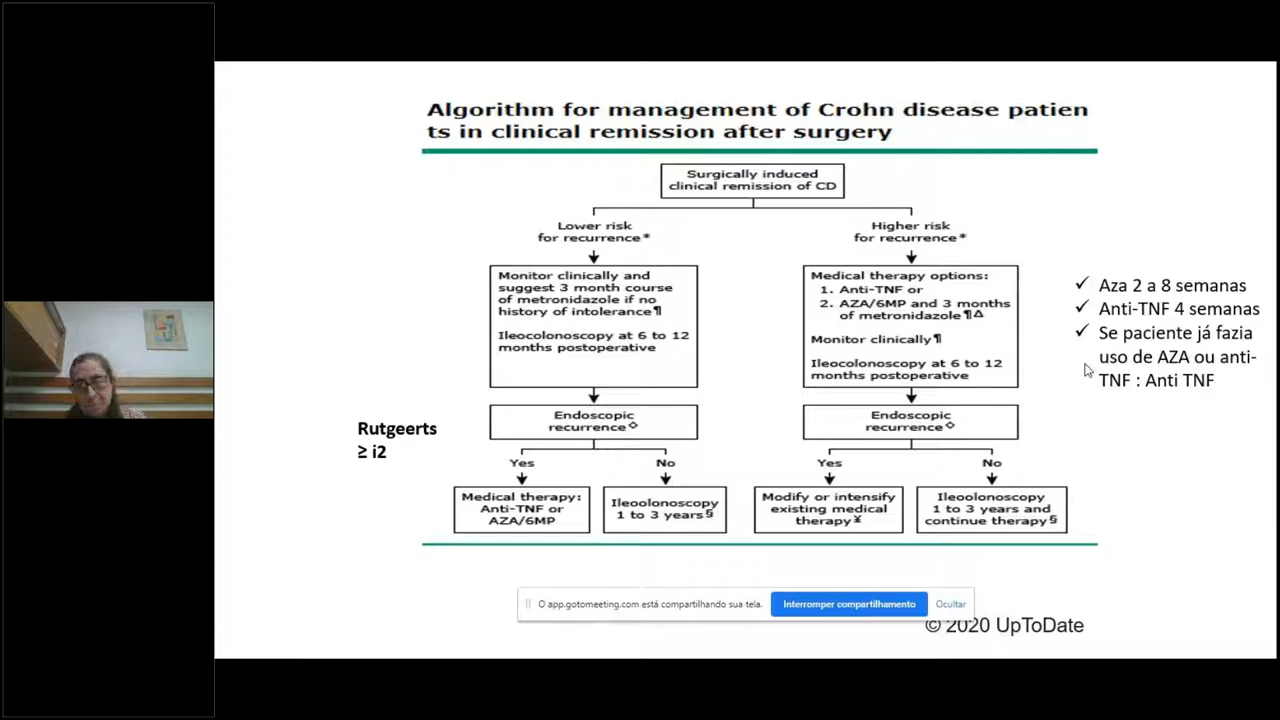 Algorithm for management of Crohn disease patien
ts in clinical remission after surgery
Surgically induced
clinical remission of CD
Lower risk
for recurrence*
Higher risk
for recurrence*
Monitor clinically and
suggest 3 month course
of metronidazole if no
history of intolerance¶
Ileocolonoscopy at 6 to 12
months postoperative
Medical therapy options:
1. Anti-TNF or
2. AZA/6MP and 3 months
of metronidazole¶Δ
Monitor clinically¶
Ileocolonoscopy at 6 to 12
months postoperative
✓ Aza 2 a 8 semanas
✓ Anti-TNF 4 semanas
✓ Se paciente já fazia
uso de AZA ou anti-
TNF : Anti TNF
Rutgeerts
≥ i2
Endoscopic
recurrence◇
Endoscopic
recurrence◇
Yes
No
Yes
No
Medical therapy:
Anti-TNF or
AZA/6MP
Ileoolonoscopy
1 to 3 years§
Modify or intensify
existing medical
therapy¥
Ileoolonoscopy
1 to 3 years and
continue therapy§
O app.gotomeeting.com está compartilhando sua tela.
Interromper compartilhamento
Ocultar
© 2020 UpToDate